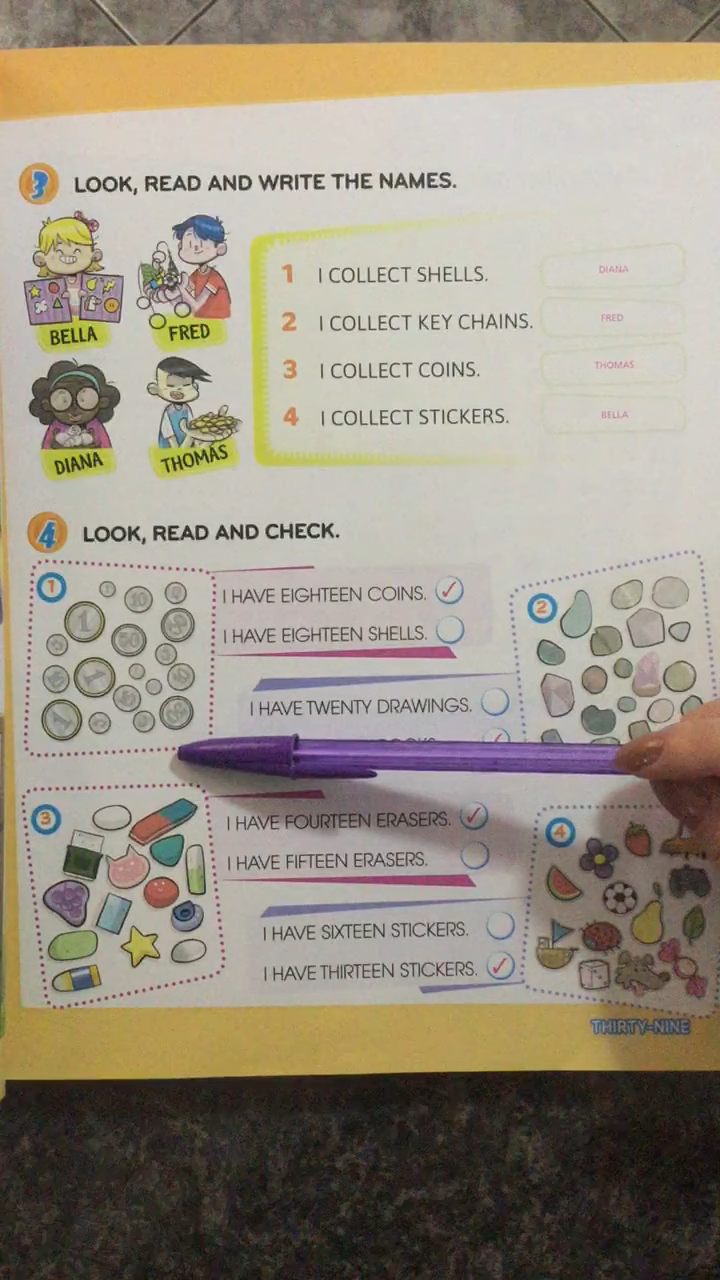 3 LOOK, READ AND WRITE THE NAMES.
BELLA
FRED
DIANA
THOMAS
1 I COLLECT SHELLS. DIANA
2 I COLLECT KEY CHAINS. FRED
3 I COLLECT COINS. THOMAS
4 I COLLECT STICKERS. BELLA
4 LOOK, READ AND CHECK.
1
I HAVE EIGHTEEN COINS.
I HAVE EIGHTEEN SHELLS.
2
I HAVE TWENTY DRAWINGS.
3
I HAVE FOURTEEN ERASERS.
I HAVE FIFTEEN ERASERS.
4
I HAVE SIXTEEN STICKERS.
I HAVE THIRTEEN STICKERS.
THIRTY-NINE